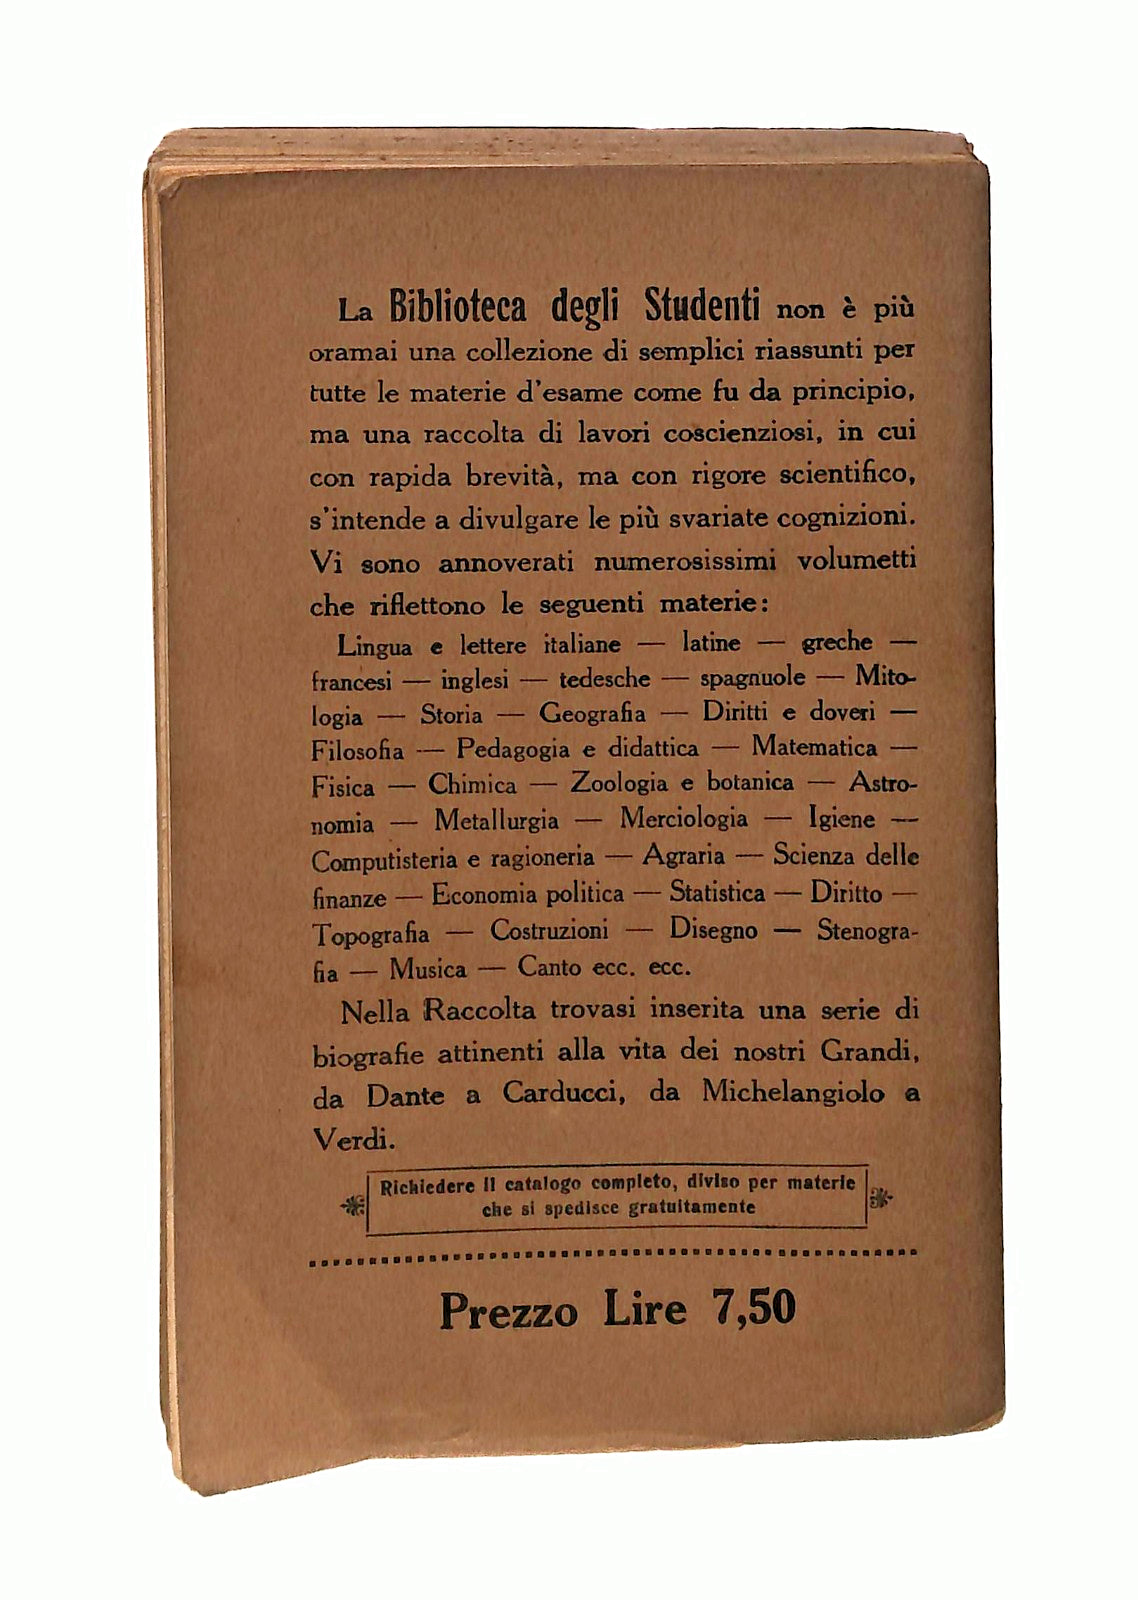 La Biblioteca degli Studenti non è più
oramai una collezione di semplici riassunti per
tutte le materie d'esame come fu da principio,
ma una raccolta di lavori coscienziosi, in cui
con rapida brevità, ma con rigore scientifico,
s'intende a divulgare le più svariate cognizioni.
Vi sono annoverati numerosissimi volumetti
che riflettono le seguenti materie:
Lingua e lettere italiane — latine — greche —
francesi — inglesi — tedesche — spagnuole — Mito-
logia — Storia — Geografia — Diritti e doveri —
Filosofia — Pedagogia e didattica — Matematica —
Fisica — Chimica — Zoologia e botanica — Astro-
nomia — Metallurgia — Merciologia — Igiene —
Computisteria e ragioneria — Agraria — Scienza delle
finanze — Economia politica — Statistica — Diritto —
Topografia — Costruzioni — Disegno — Stenogra-
fia — Musica — Canto ecc. ecc.
Nella Raccolta trovasi inserita una serie di
biografie attinenti alla vita dei nostri Grandi,
da Dante a Carducci, da Michelangiolo a
Verdi.
Richiedere il catalogo completo, diviso per materie
che si spedisce gratuitamente
Prezzo Lire 7,50